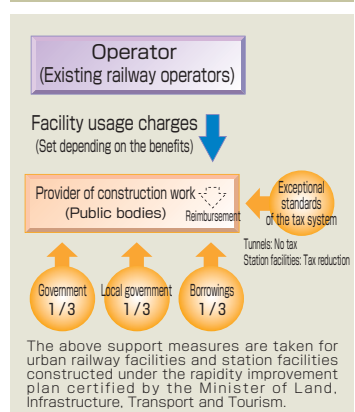 Operator
(Existing railway operators)
Facility usage charges
(Set depending on the benefits)
Provider of construction work
(Public bodies)
Reimbursement
Exceptional
standards
of the tax system
Tunnels: No tax
Station facilities: Tax reduction
Government
1/3
Local government
1/3
Borrowings
1/3
The above support measures are taken for
urban railway facilities and station facilities
constructed under the rapidity improvement
plan certified by the Minister of Land,
Infrastructure, Transport and Tourism.